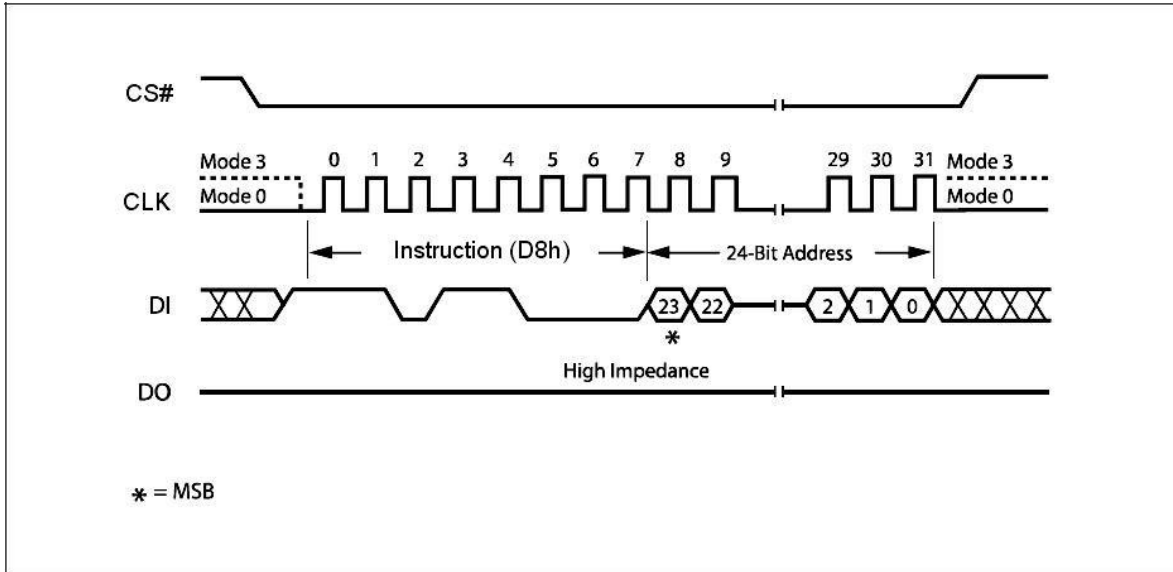 CS#
Mode 3 0 1 2 3 4 5 6 7 8 9 29 30 31 Mode 3
CLK Mode 0 Mode 0
Instruction (D8h) 24-Bit Address
DI 23 22 2 1 0
*
High Impedance
DO
* = MSB